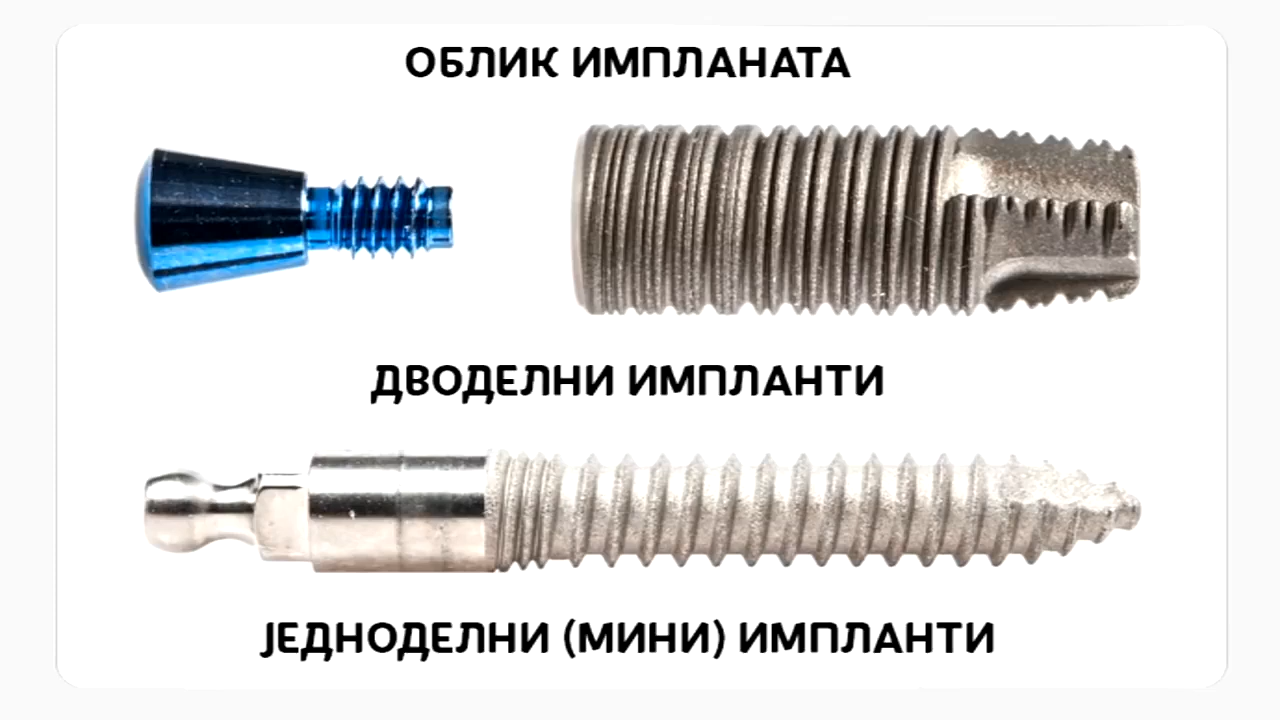 ОБЛИК ИМПЛАНАТА
ДВОДЕЛНИ ИМПЛАНТИ
ЈЕДНОДЕЛНИ (МИНИ) ИМПЛАНТИ